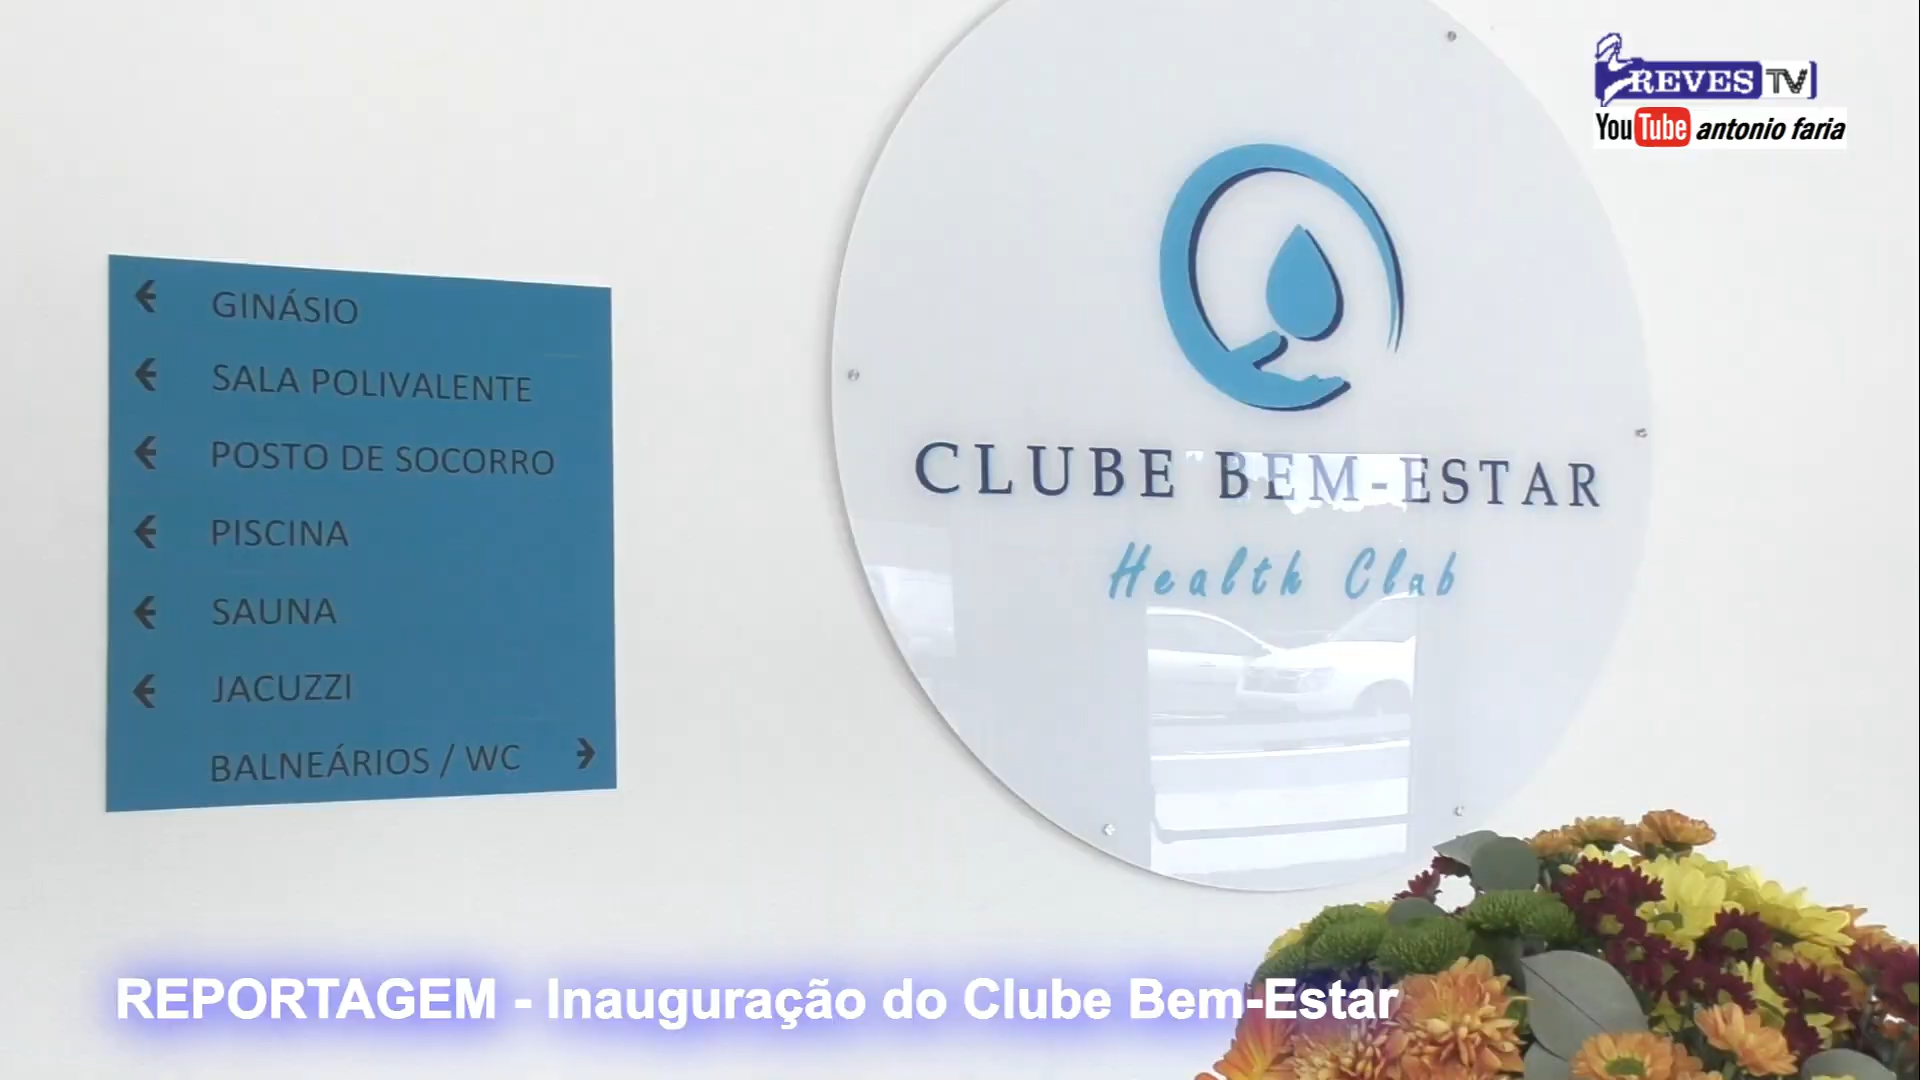 REVES TV
YouTube antonio faria
GINÁSIO
SALA POLIVALENTE
POSTO DE SOCORRO
PISCINA
SAUNA
JACUZZI
BALNEÁRIOS / WC
CLUBE BEM-ESTAR
Health Club
REPORTAGEM - Inauguração do Clube Bem-Estar